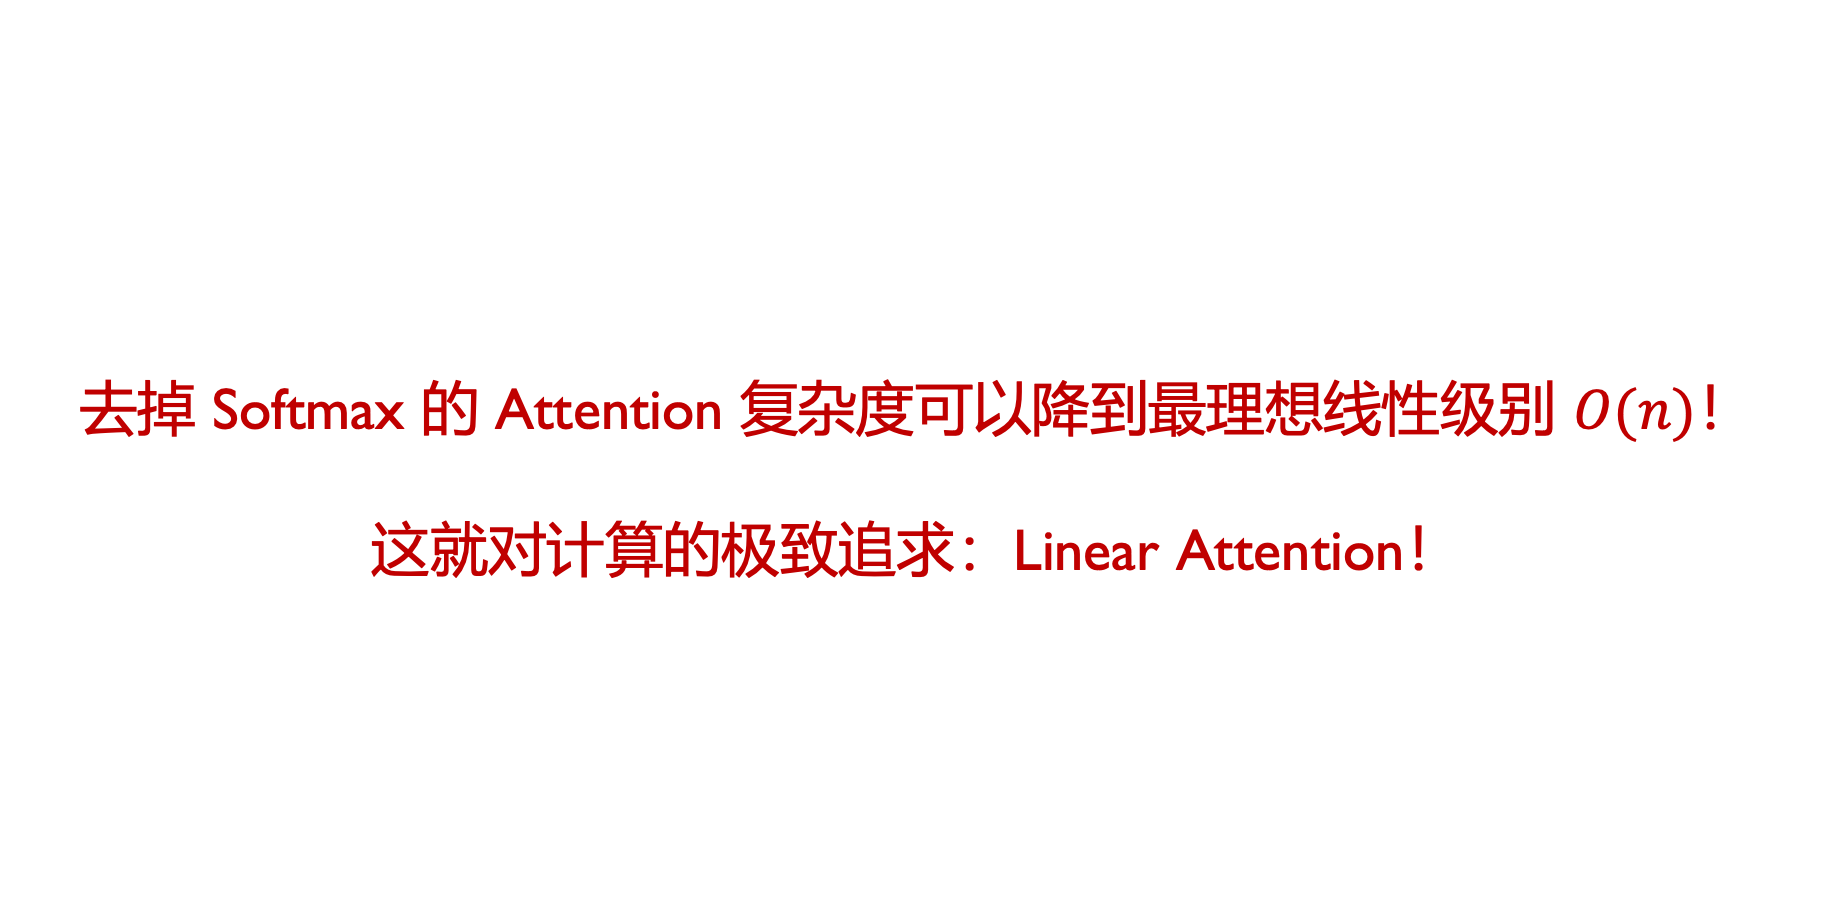 去掉 Softmax 的 Attention 复杂度可以降到最理想线性级别 O(n)！
这就对计算的极致追求：Linear Attention！